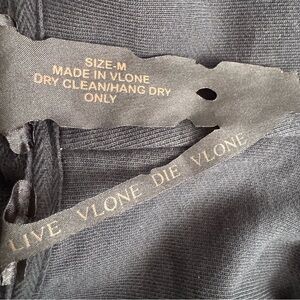 SIZE-M
MADE IN VLONE
DRY CLEAN/HANG DRY
ONLY
LIVE VLONE DIE VLONE